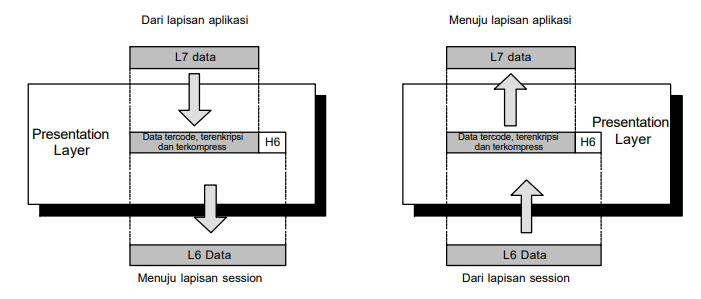 Dari lapisan aplikasi
L7 data
Presentation
Layer
Data tercode, terenkripsi
dan terkompress
H6
L6 Data
Menuju lapisan session
Menuju lapisan aplikasi
L7 data
Data tercode, terenkripsi
dan terkompress
H6
Presentation
Layer
L6 Data
Dari lapisan session